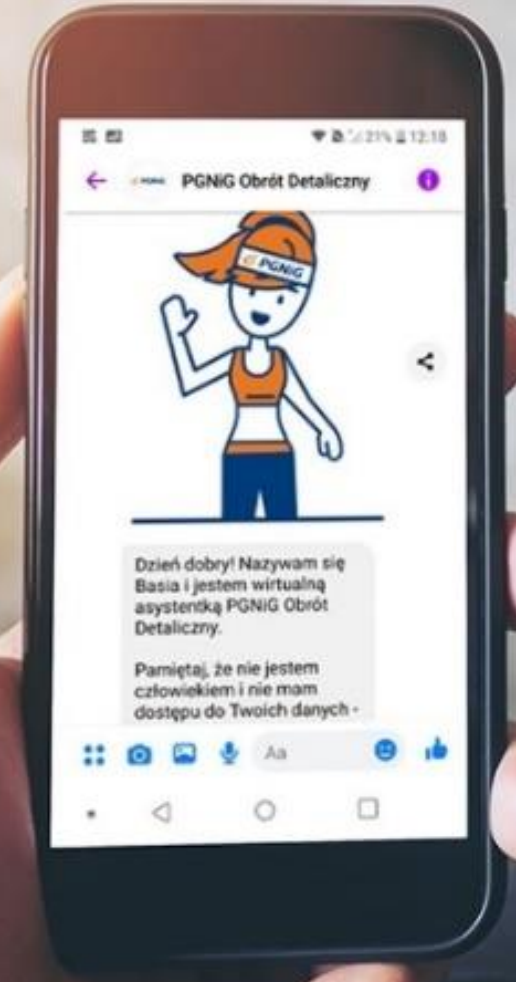 21% 12:18
PGNiG Obrót Detaliczny
PGNiG
Dzień dobry! Nazywam się
Basia i jestem wirtualną
asystentką PGNiG Obrót
Detaliczny.
Pamiętaj, że nie jestem
człowiekiem i nie mam
dostępu do Twoich danych -
Aa